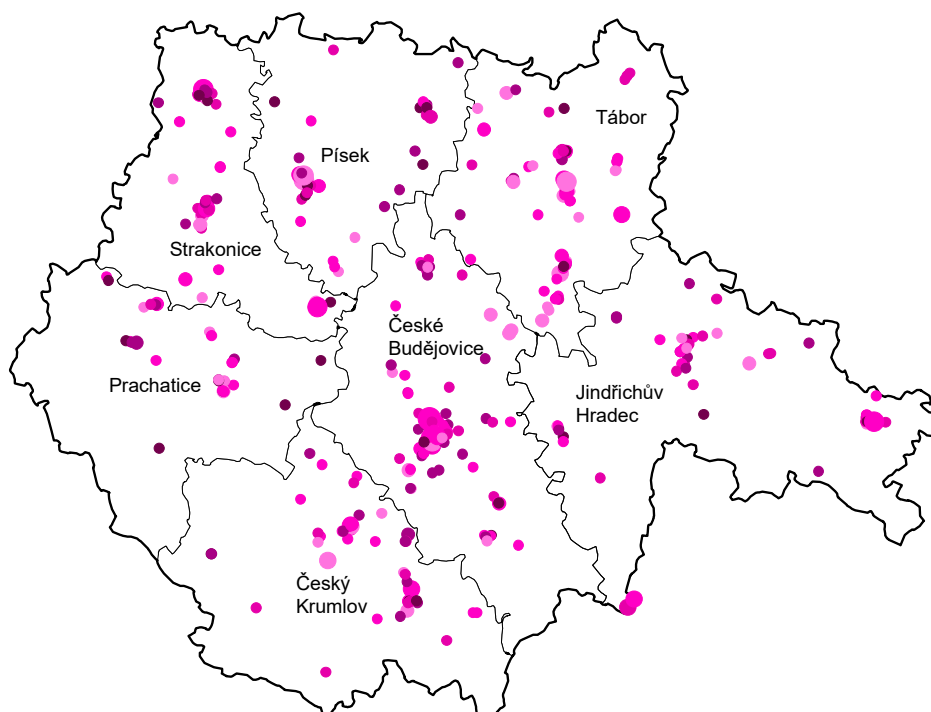 Tábor
Písek
Strakonice
České
Budějovice
Prachatice
Jindřichův
Hradec
Český
Krumlov